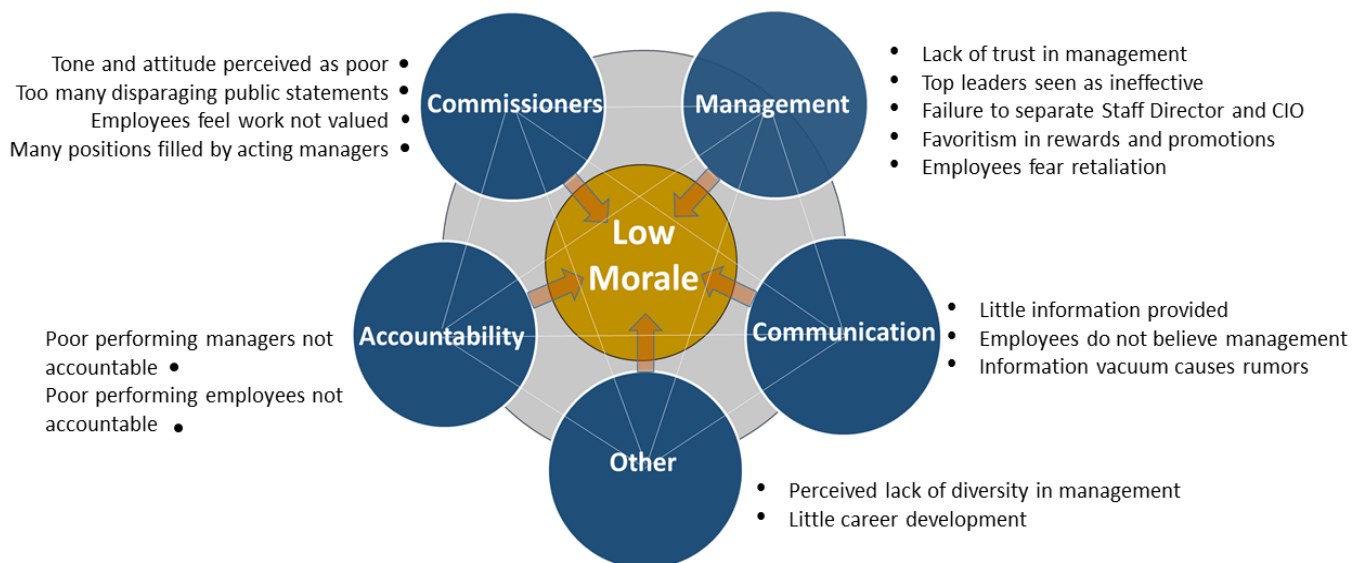 Tone and attitude perceived as poor •
Too many disparaging public statements •
Employees feel work not valued •
Many positions filled by acting managers •
Commissioners
Management
• Lack of trust in management
• Top leaders seen as ineffective
• Failure to separate Staff Director and CIO
• Favoritism in rewards and promotions
• Employees fear retaliation
Low
Morale
Accountability
Poor performing managers not
accountable •
Poor performing employees not
accountable •
Communication
• Little information provided
• Employees do not believe management
• Information vacuum causes rumors
Other
• Perceived lack of diversity in management
• Little career development